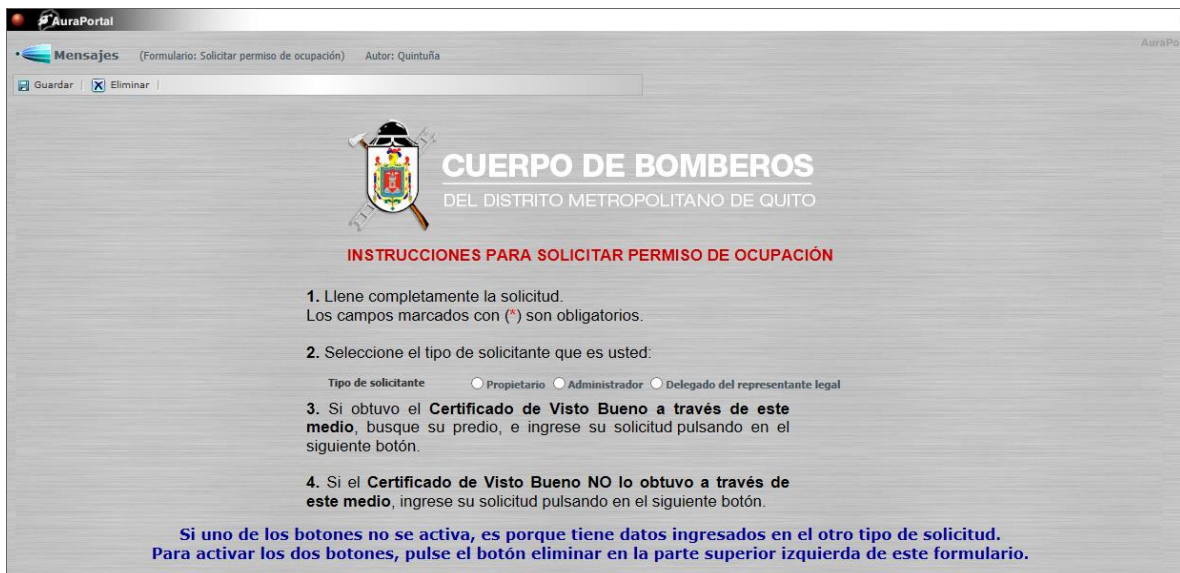 AuraPortal
Mensajes (Formulario: Solicitar permiso de ocupación) Autor: Quintuña
AuraPo
Guardar | Eliminar |
CUERPO DE BOMBEROS
DEL DISTRITO METROPOLITANO DE QUITO
INSTRUCCIONES PARA SOLICITAR PERMISO DE OCUPACIÓN
1. Llene completamente la solicitud.
Los campos marcados con (*) son obligatorios.
2. Seleccione el tipo de solicitante que es usted:
Tipo de solicitante Propietario Administrador Delegado del representante legal
3. Si obtuvo el Certificado de Visto Bueno a través de este
medio, busque su predio, e ingrese su solicitud pulsando en el
siguiente botón.
4. Si el Certificado de Visto Bueno NO lo obtuvo a través de
este medio, ingrese su solicitud pulsando en el siguiente botón.
Si uno de los botones no se activa, es porque tiene datos ingresados en el otro tipo de solicitud.
Para activar los dos botones, pulse el botón eliminar en la parte superior izquierda de este formulario.